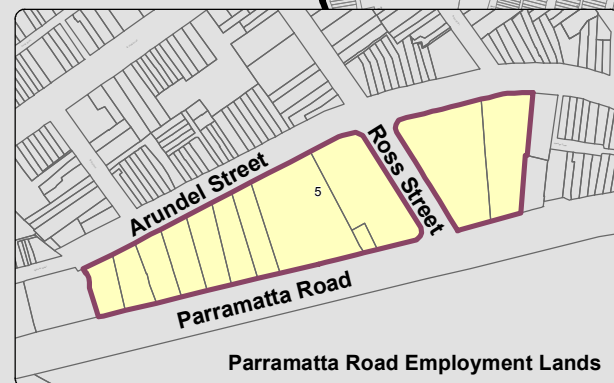 Arundel Street
Ross Street
5
Parramatta Road
Parramatta Road Employment Lands